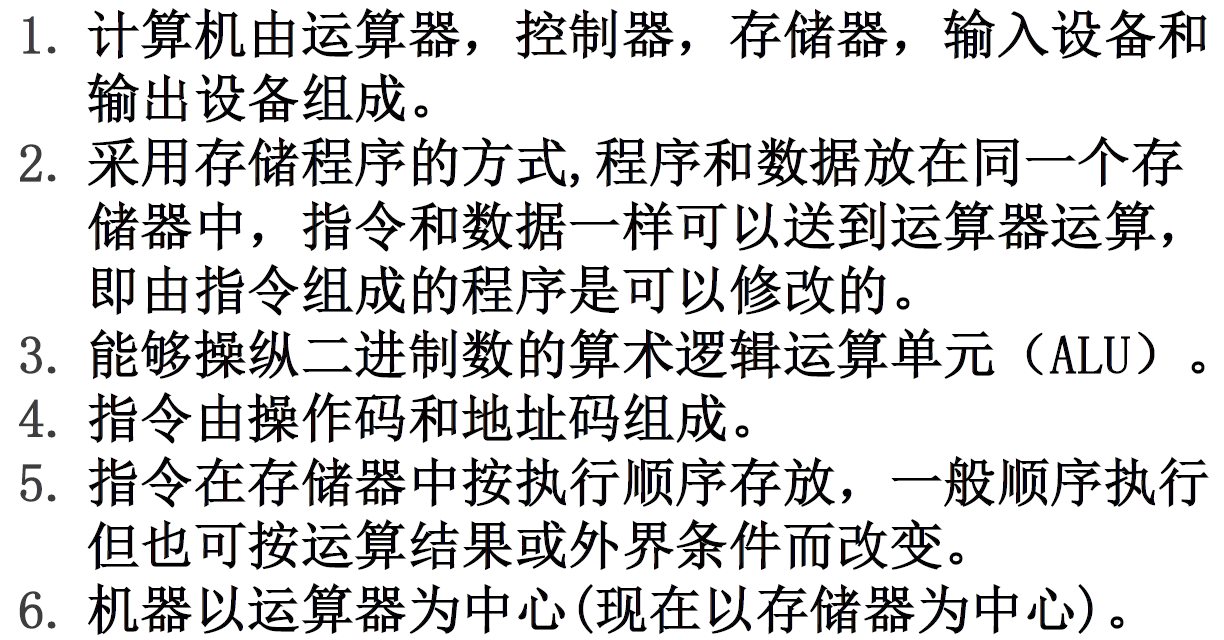 1. 计算机由运算器，控制器，存储器，输入设备和
输出设备组成。
2. 采用存储程序的方式,程序和数据放在同一个存
储器中，指令和数据一样可以送到运算器运算，
即由指令组成的程序是可以修改的。
3. 能够操纵二进制数的算术逻辑运算单元（ALU）。
4. 指令由操作码和地址码组成。
5. 指令在存储器中按执行顺序存放，一般顺序执行
但也可按运算结果或外界条件而改变。
6. 机器以运算器为中心(现在以存储器为中心)。